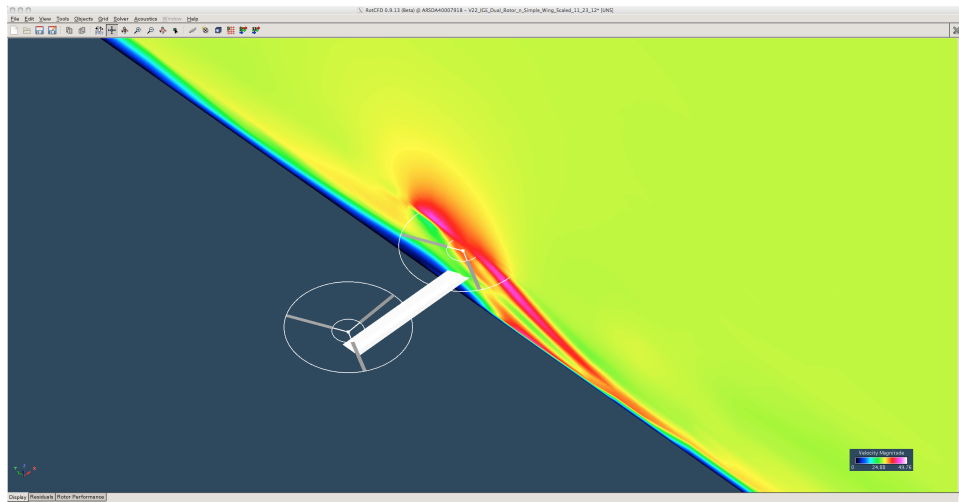 RotCFD 0.9.13 (Beta) @ ARSDA40007918 – V22_IGE_Dual_Rotor_n_Simple_Wing_Scaled_11_23_12* [UNS]
File Edit View Tools Objects Grid Solver Acoustics Window Help
Velocity Magnitude
0 24.88 49.76
Y Z X
Display Residuals Rotor Performance